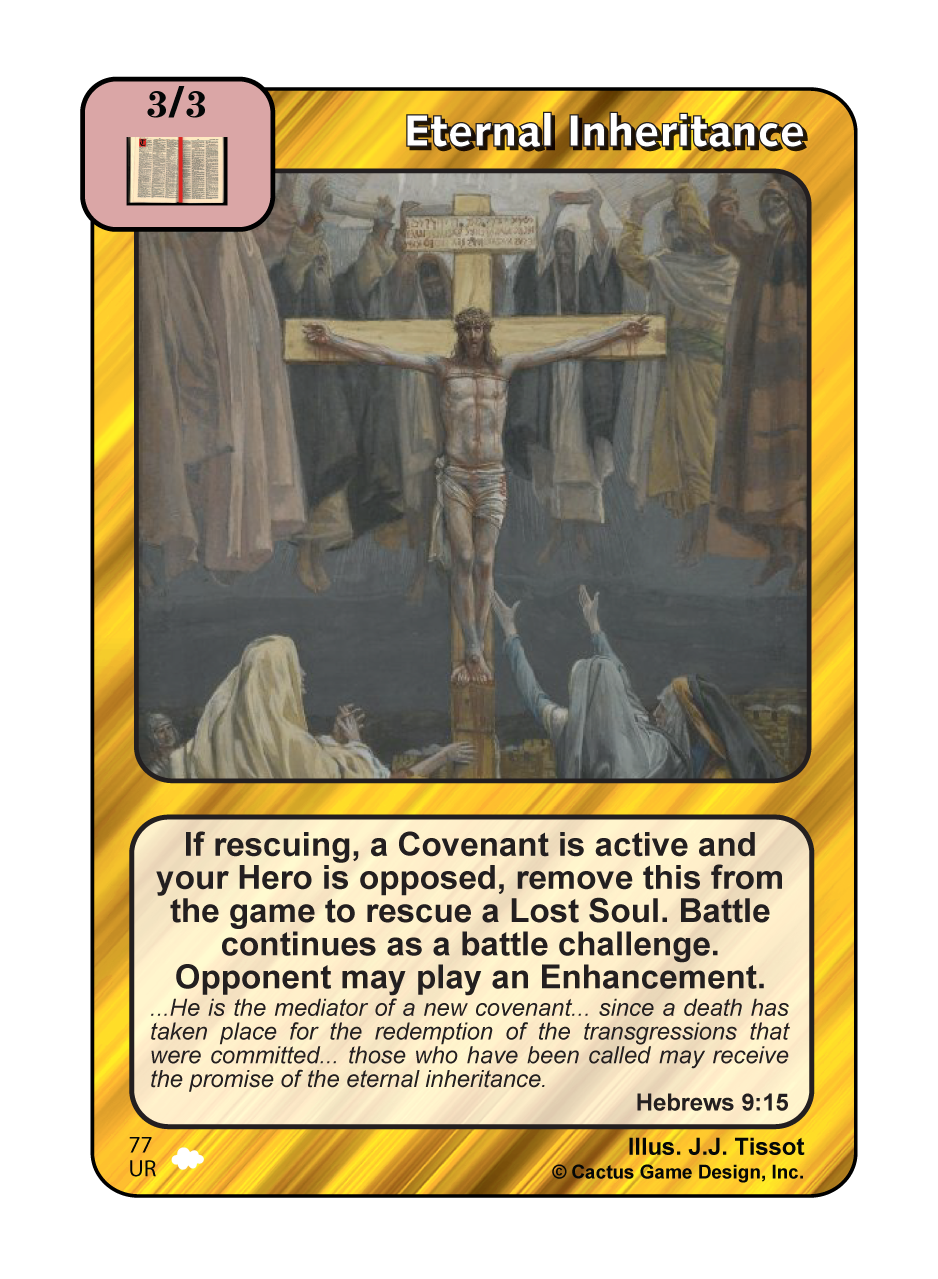 3/3
Eternal Inheritance
If rescuing, a Covenant is active and
your Hero is opposed, remove this from
the game to rescue a Lost Soul. Battle
continues as a battle challenge.
Opponent may play an Enhancement.
...He is the mediator of a new covenant... since a death has
taken place for the redemption of the transgressions that
were committed... those who have been called may receive
the promise of the eternal inheritance.
Hebrews 9:15
77
UR
Illus. J.J. Tissot
© Cactus Game Design, Inc.